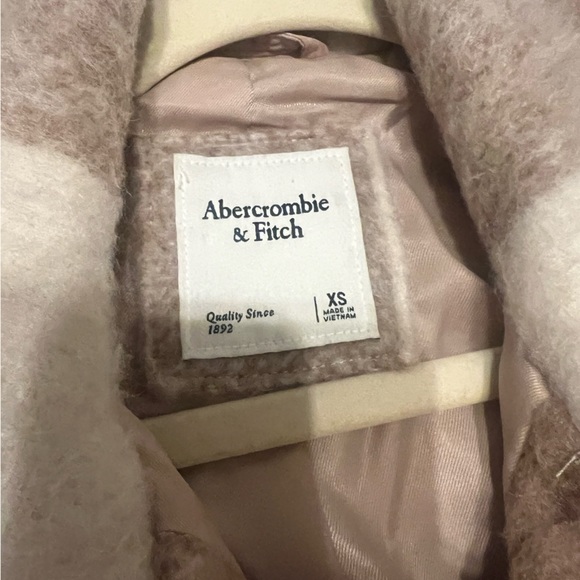 Abercrombie
& Fitch
Quality Since
1892
XS
MADE IN
VIETNAM